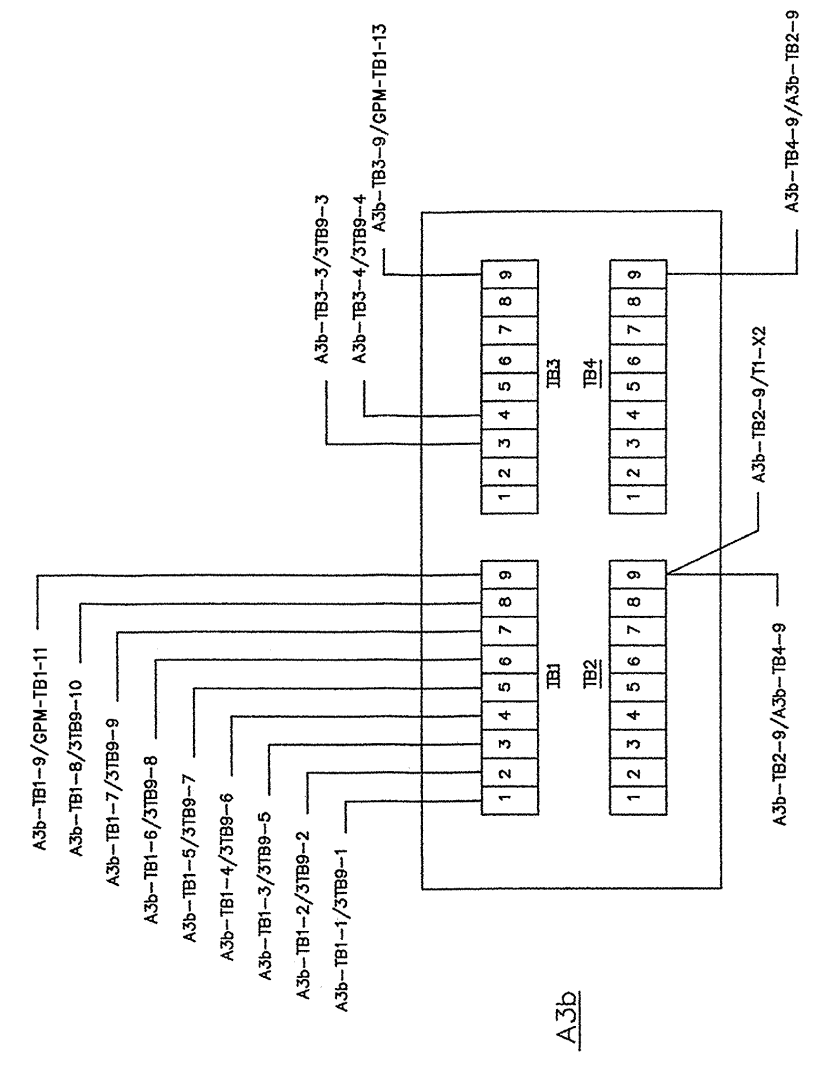 A3b-TB1-9/GPM-TB1-11
A3b-TB1-8/3TB9-10
A3b-TB1-7/3TB9-9
A3b-TB1-6/3TB9-8
A3b-TB1-5/3TB9-7
A3b-TB1-4/3TB9-6
A3b-TB1-3/3TB9-5
A3b-TB1-2/3TB9-2
A3b-TB1-1/3TB9-1
A3b-TB3-3/3TB9-3
A3b-TB3-4/3TB9-4
A3b-TB3-9/GPM-TB1-13
1 2 3 4 5 6 7 8 9
TB1
1 2 3 4 5 6 7 8 9
TB3
TB2
1 2 3 4 5 6 7 8 9
TB4
1 2 3 4 5 6 7 8 9
A3b-TB2-9/T1-X2
A3b-TB2-9/A3b-TB4-9
A3b-TB4-9/A3b-TB2-9
A3b